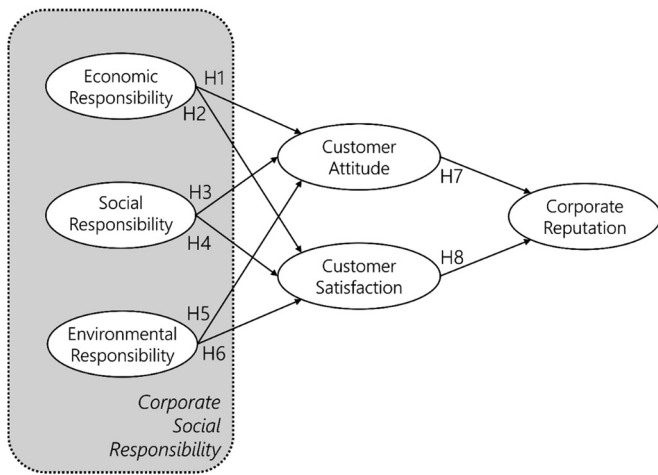 Economic
Responsibility
H1
H2
Customer
Attitude
H3
H7
Social
Responsibility
Corporate
Reputation
H4
H8
Customer
Satisfaction
H5
Environmental
Responsibility
H6
Corporate
Social
Responsibility